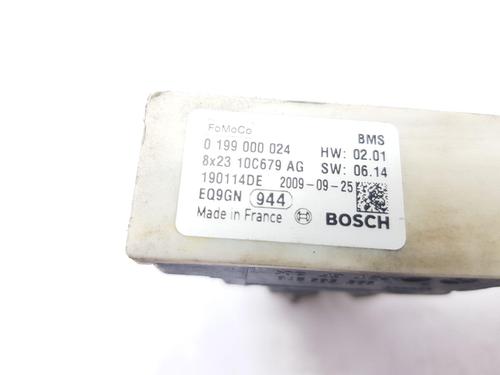 FoMoCo
BMS
0 199 000 024 HW: 02.01
8x23 10C679 AG SW: 06.14
190114DE 2009-09-25
EQ9GN 944
Made in France BOSCH